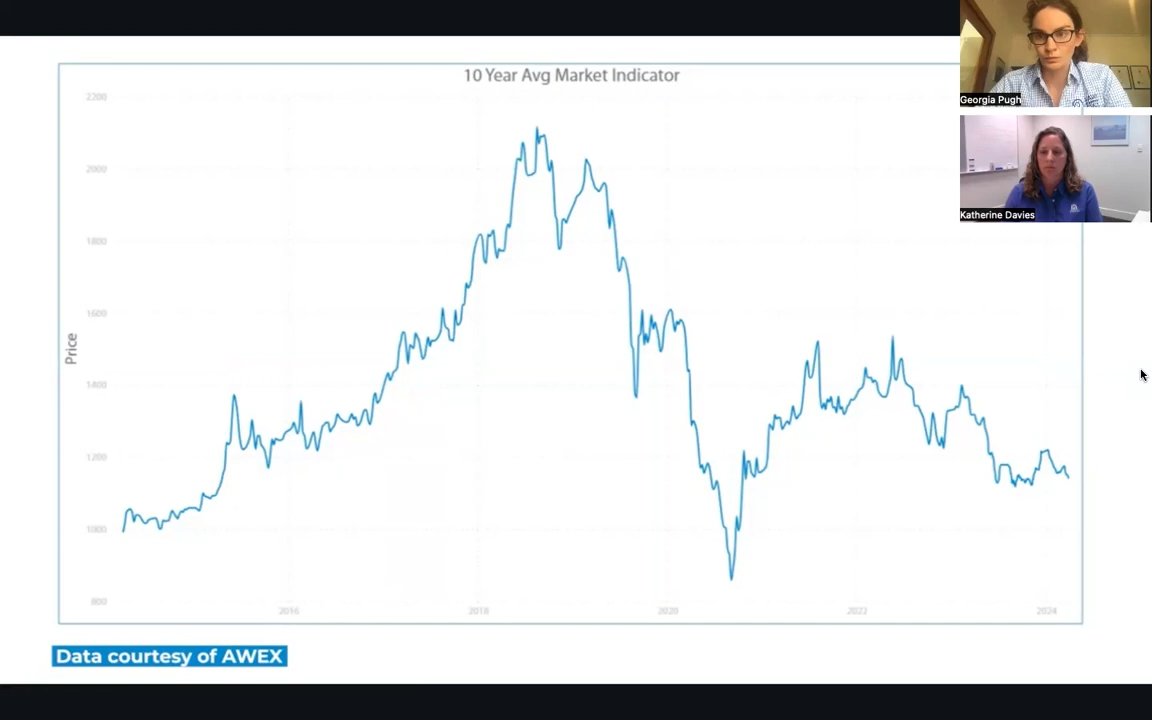 10 Year Avg Market Indicator
Georgia Pugh
Katherine Davies
2200
2000
1800
1600
1400
1200
1000
800
Price
2016
2018
2020
2022
2024
Data courtesy of AWEX